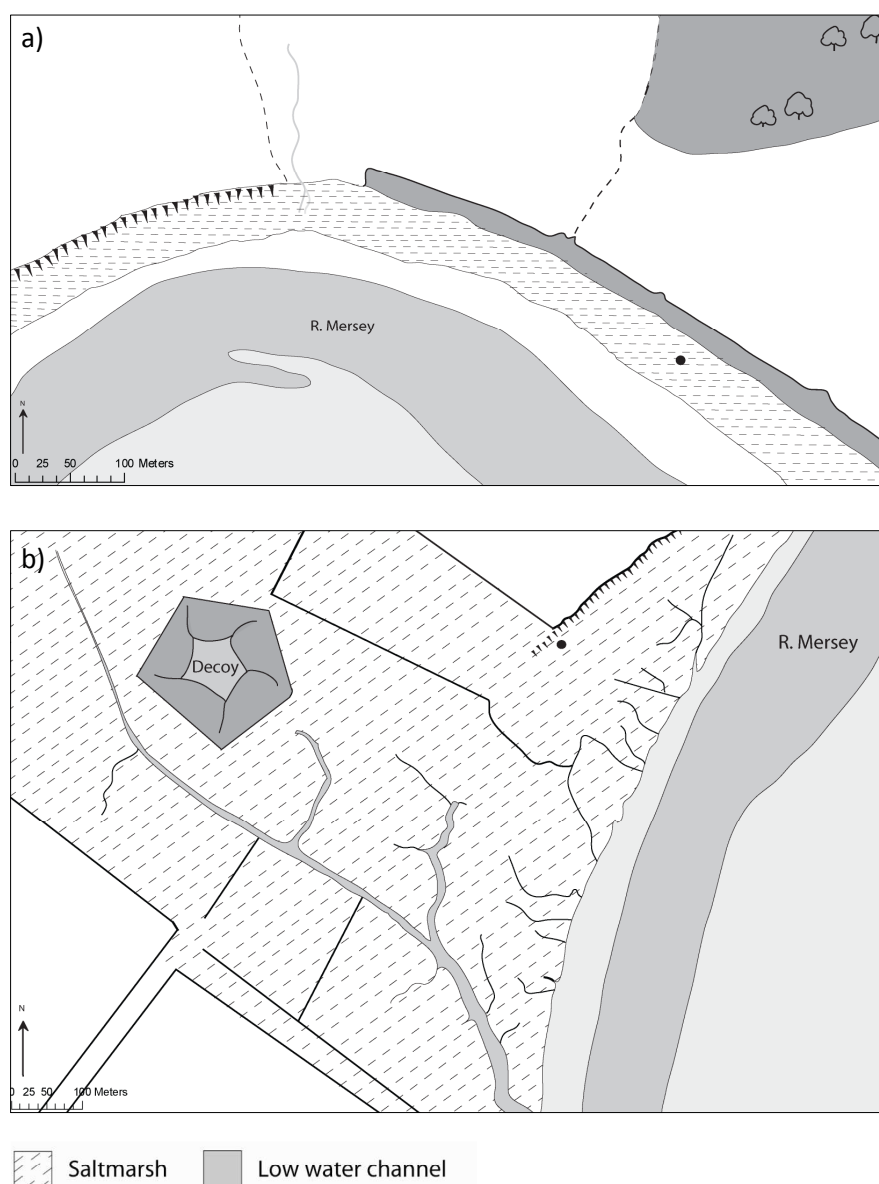 a)
R. Mersey
N
0 25 50 100 Meters
b)
Decoy
R. Mersey
N
0 25 50 100 Meters
Saltmarsh Low water channel